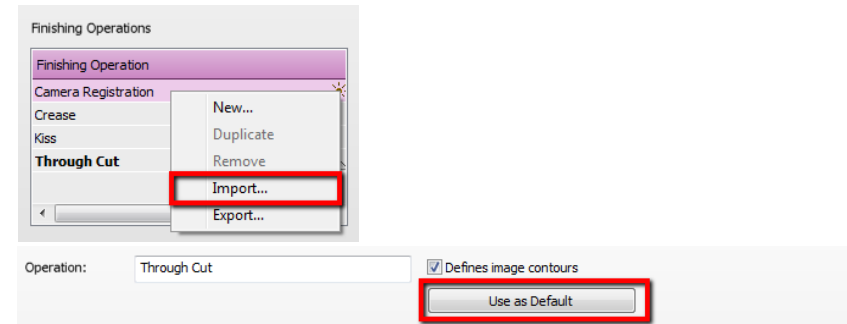 Finishing Operations
Finishing Operation
Camera Registration
Crease
Kiss
Through Cut
New...
Duplicate
Remove
Import...
Export...
Operation:
Through Cut
Defines image contours
Use as Default